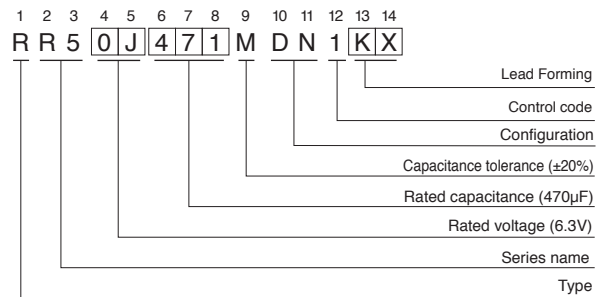 1 2 3 4 5 6 7 8 9 10 11 12 13 14
R R 5 0 J 4 7 1 M D N 1 K X
Lead Forming
Control code
Configuration
Capacitance tolerance (±20%)
Rated capacitance (470µF)
Rated voltage (6.3V)
Series name
Type